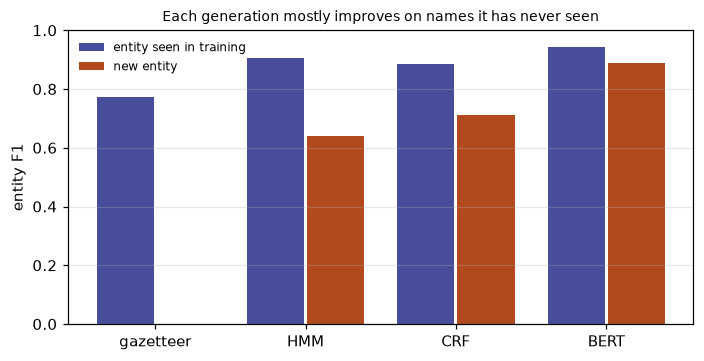 Each generation mostly improves on names it has never seen
entity seen in training
new entity
entity F1
1.0
0.8
0.6
0.4
0.2
0.0
gazetteer
HMM
CRF
BERT